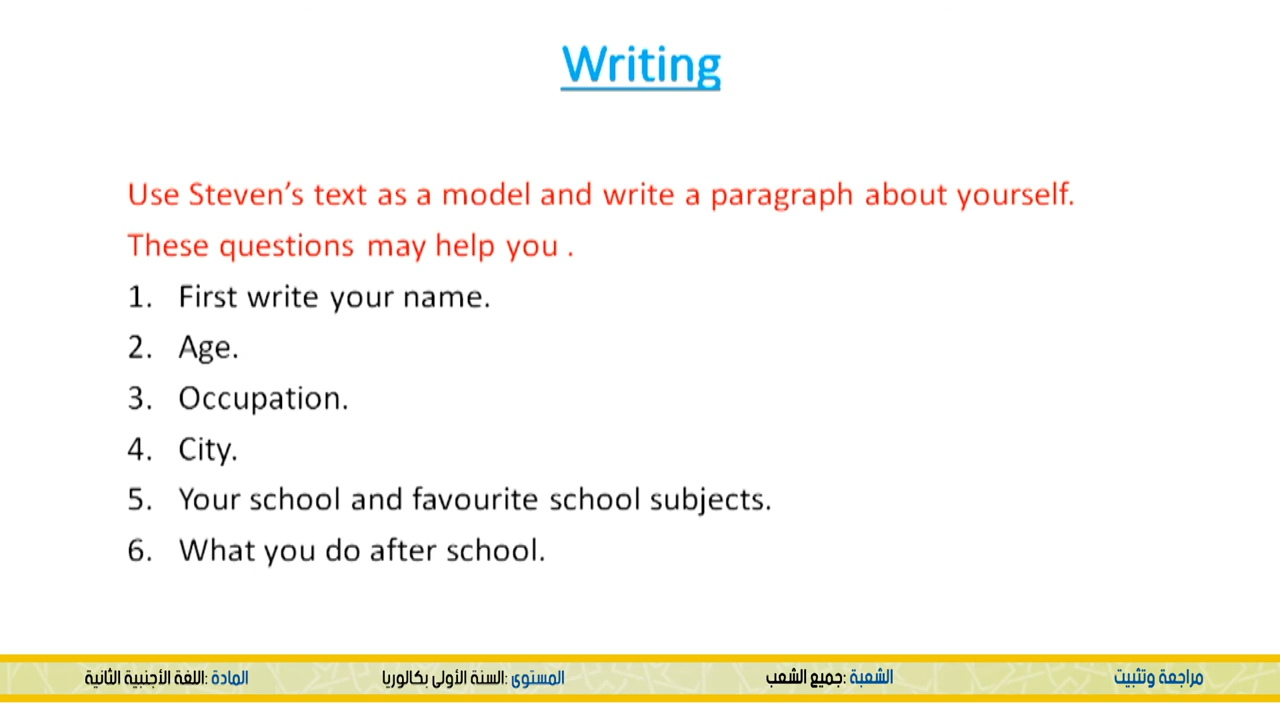 Writing
Use Steven’s text as a model and write a paragraph about yourself.
These questions may help you .
1. First write your name.
2. Age.
3. Occupation.
4. City.
5. Your school and favourite school subjects.
6. What you do after school.
مراجعة وتثبيت
الشعبة :جميع الشعب
المستوى :السنة الأولى بكالوريا
المادة :اللغة الأجنبية الثانية